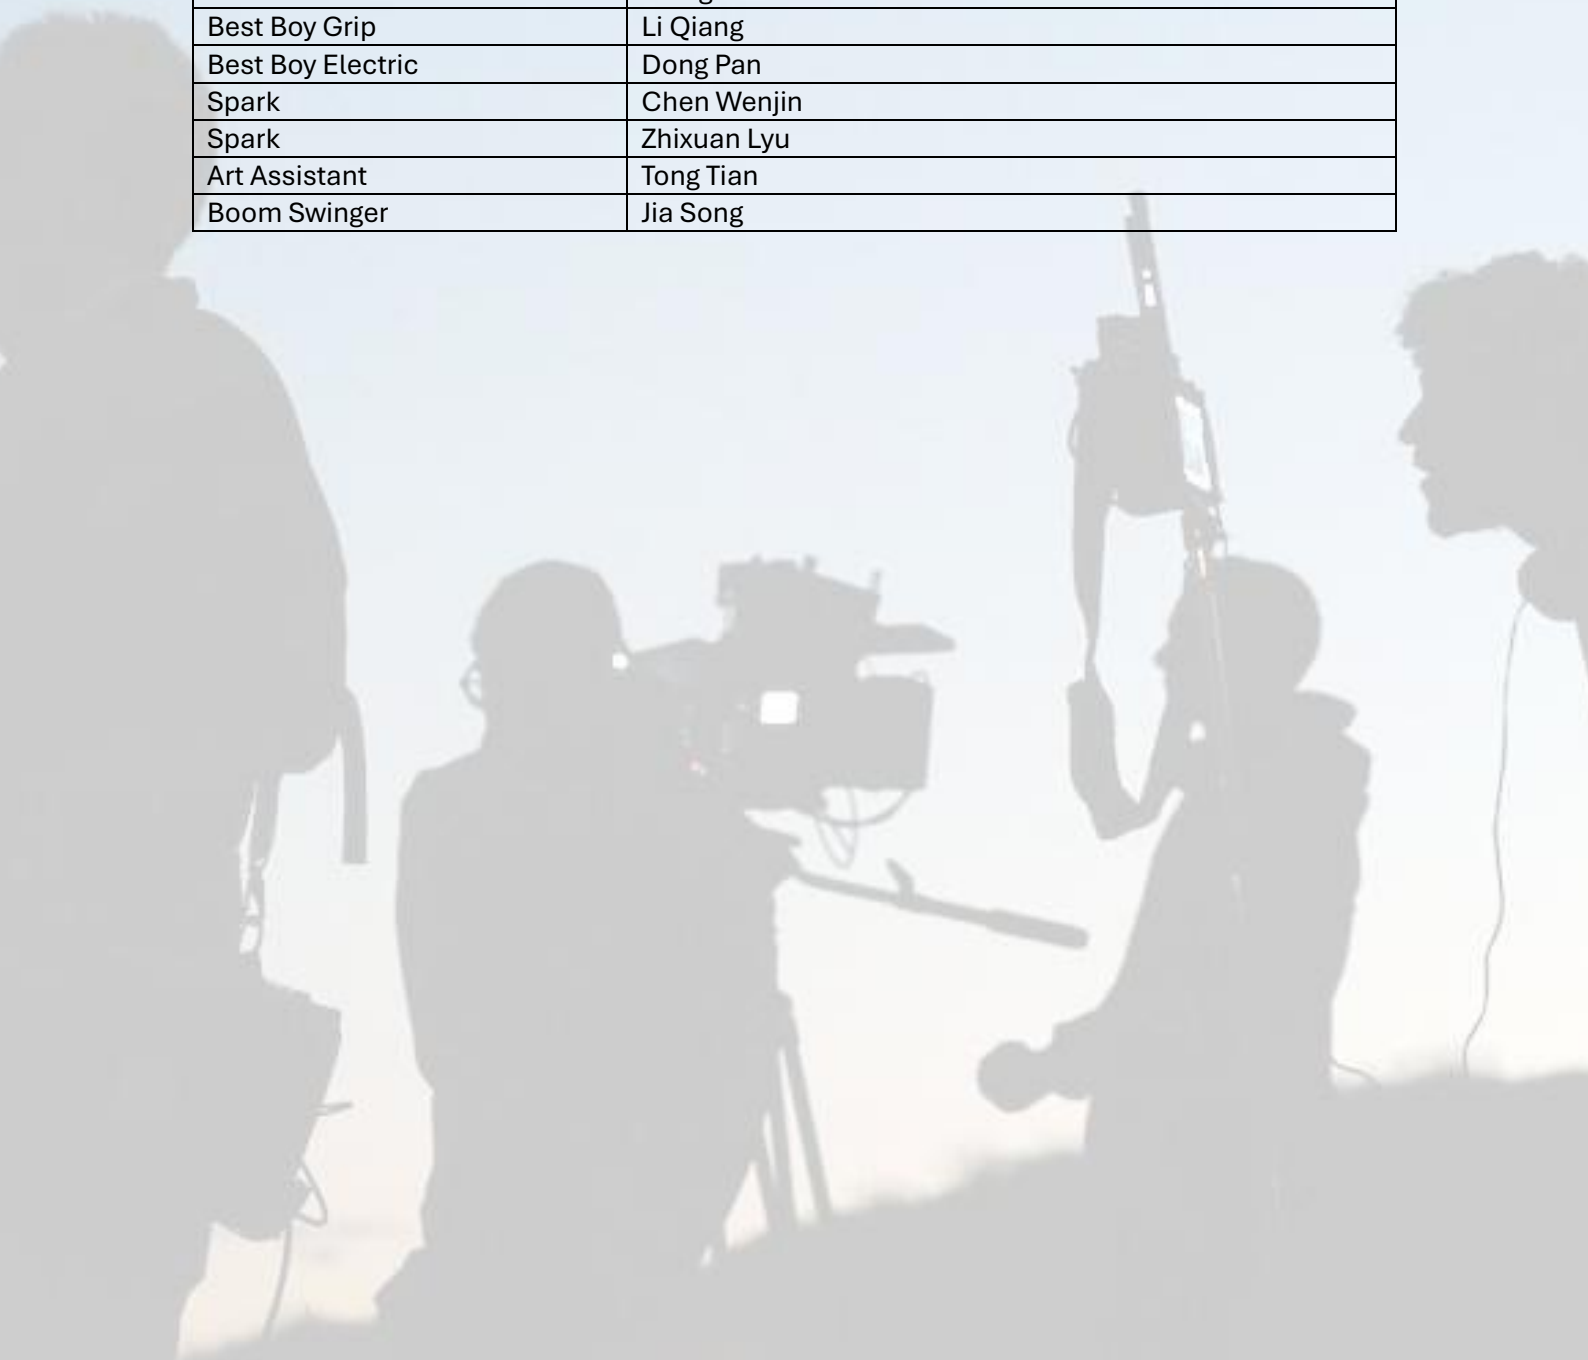 Best Boy Grip Li Qiang
Best Boy Electric Dong Pan
Spark Chen Wenjin
Spark Zhixuan Lyu
Art Assistant Tong Tian
Boom Swinger Jia Song